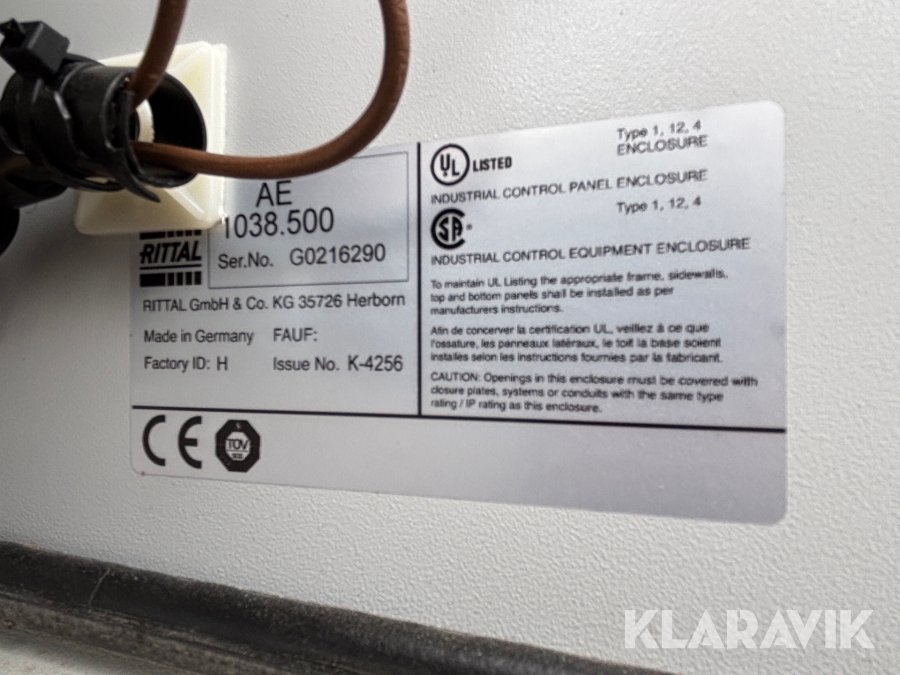 AE
1038.500
RITTAL
Ser.No. G0216290
RITTAL GmbH & Co. KG 35726 Herborn
Made in Germany FAUF:
Factory ID: H Issue No. K-4256
CE
TÜV
UL LISTED
Type 1, 12, 4
ENCLOSURE
INDUSTRIAL CONTROL PANEL ENCLOSURE
SA ®
Type 1, 12, 4
INDUSTRIAL CONTROL EQUIPMENT ENCLOSURE
To maintain UL Listing the appropriate frame, sidewalls,
top and bottom panels shall be installed as per
manufacturers instructions.
Afin de concerver la certification UL, veillez à ce que
l'ossature, les panneaux latéraux, le toit la base soient
installés selon les instructions fournies par la fabricant.
CAUTION: Openings in this enclosure must be covered with
closure plates, systems or conduits with the same type
rating / IP rating as this enclosure.
KLARAVIK